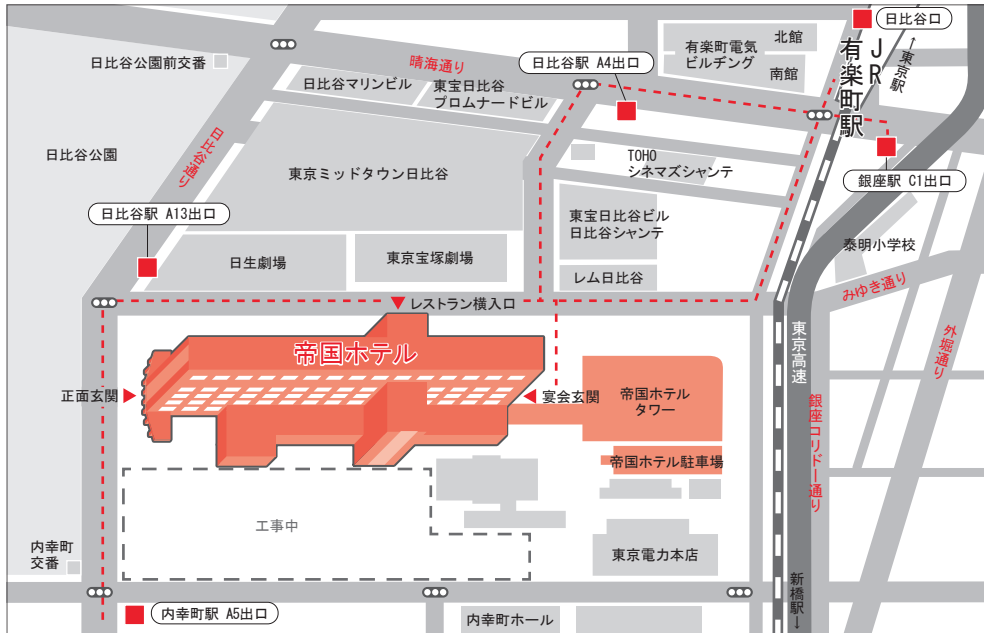 日比谷口
北館
有楽町電気
ビルヂング
南館
JR
有楽町駅
←東京駅
日比谷公園前交番
晴海通り
日比谷駅 A4出口
日比谷マリンビル
東宝日比谷
プロムナードビル
日比谷公園
日比谷通り
東京ミッドタウン日比谷
TOHO
シネマズシャンテ
銀座駅 C1出口
日比谷駅 A13出口
東宝日比谷ビル
日比谷シャンテ
泰明小学校
日生劇場
東京宝塚劇場
レム日比谷
みゆき通り
レストラン横入口
外堀通り
東京高速
帝国ホテル
正面玄関
宴会玄関
帝国ホテル
タワー
銀座コリドー通り
帝国ホテル駐車場
工事中
東京電力本店
内幸町
交番
新橋駅→
内幸町駅 A5出口
内幸町ホール